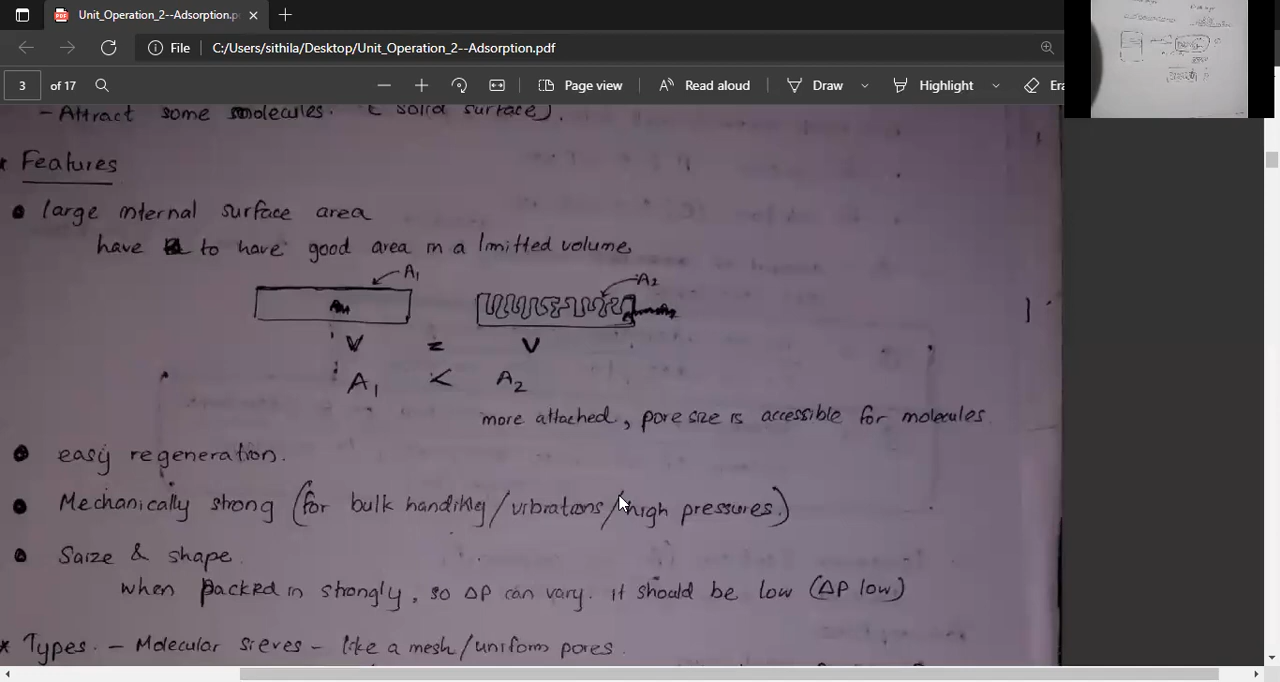 Unit_Operation_2--Adsorption.pdf
File C:/Users/sithila/Desktop/Unit_Operation_2--Adsorption.pdf
3 of 17 Page view Read aloud Draw Highlight Era
- Attract some molecules. ( solid surface).
* Features
• large internal surface area
have to have good area in a limitted volume
A1 A2
V = V
A1 < A2
more attached, pore size is accessible for molecules
• easy regeneration.
• Mechanically strong (for bulk handikly/vibrations/high pressures.)
• Saize & shape.
when packed in strongly, so ΔP can vary. it should be low (ΔP low)
* Types. - Molecular sieves - like a mesh/uniform pores.